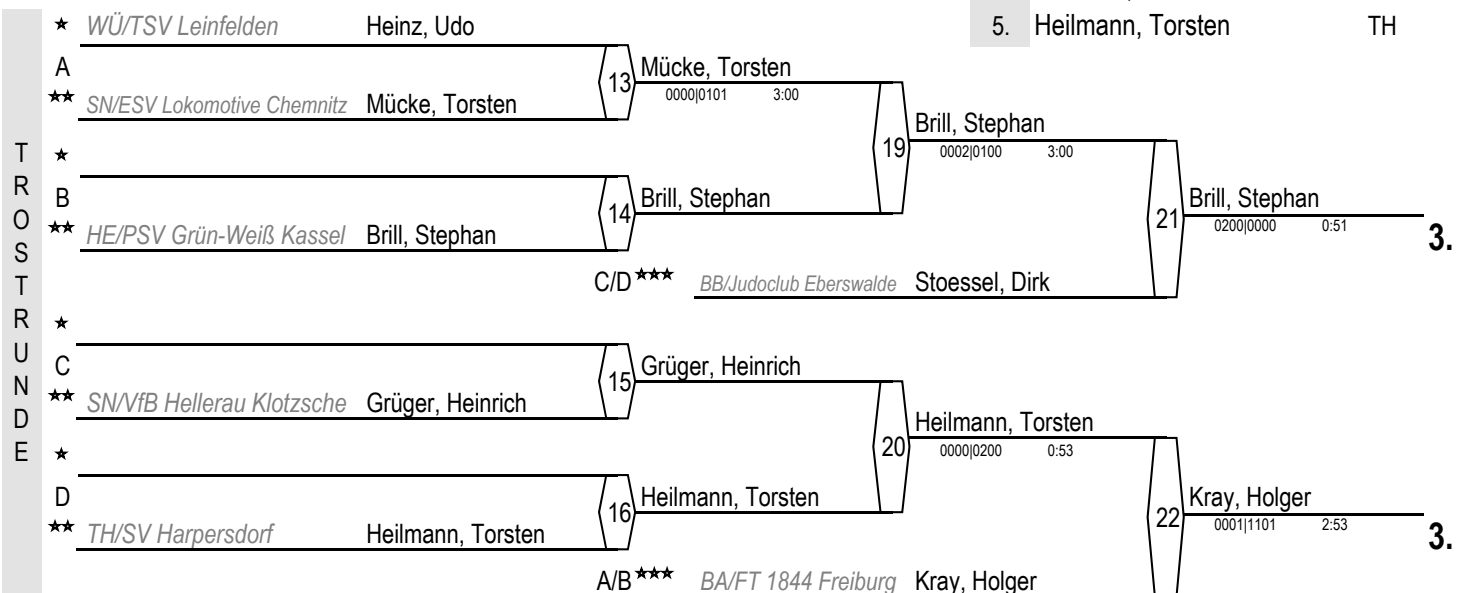 ★ WÜ/TSV Leinfelden Heinz, Udo
5. Heilmann, Torsten TH
A
13 Mücke, Torsten
0000|0101 3:00
★★ SN/ESV Lokomotive Chemnitz Mücke, Torsten
19 Brill, Stephan
0002|0100 3:00
TROSTRUNDE
★
B
14 Brill, Stephan
21 Brill, Stephan
0200|0000 0:51
3.
★★ HE/PSV Grün-Weiß Kassel Brill, Stephan
C/D ★★★ BB/Judoclub Eberswalde Stoessel, Dirk
★
C
15 Grüger, Heinrich
★★ SN/VfB Hellerau Klotzsche Grüger, Heinrich
20 Heilmann, Torsten
0000|0200 0:53
★
D
16 Heilmann, Torsten
22 Kray, Holger
0001|1101 2:53
3.
★★ TH/SV Harpersdorf Heilmann, Torsten
A/B ★★★ BA/FT 1844 Freiburg Kray, Holger